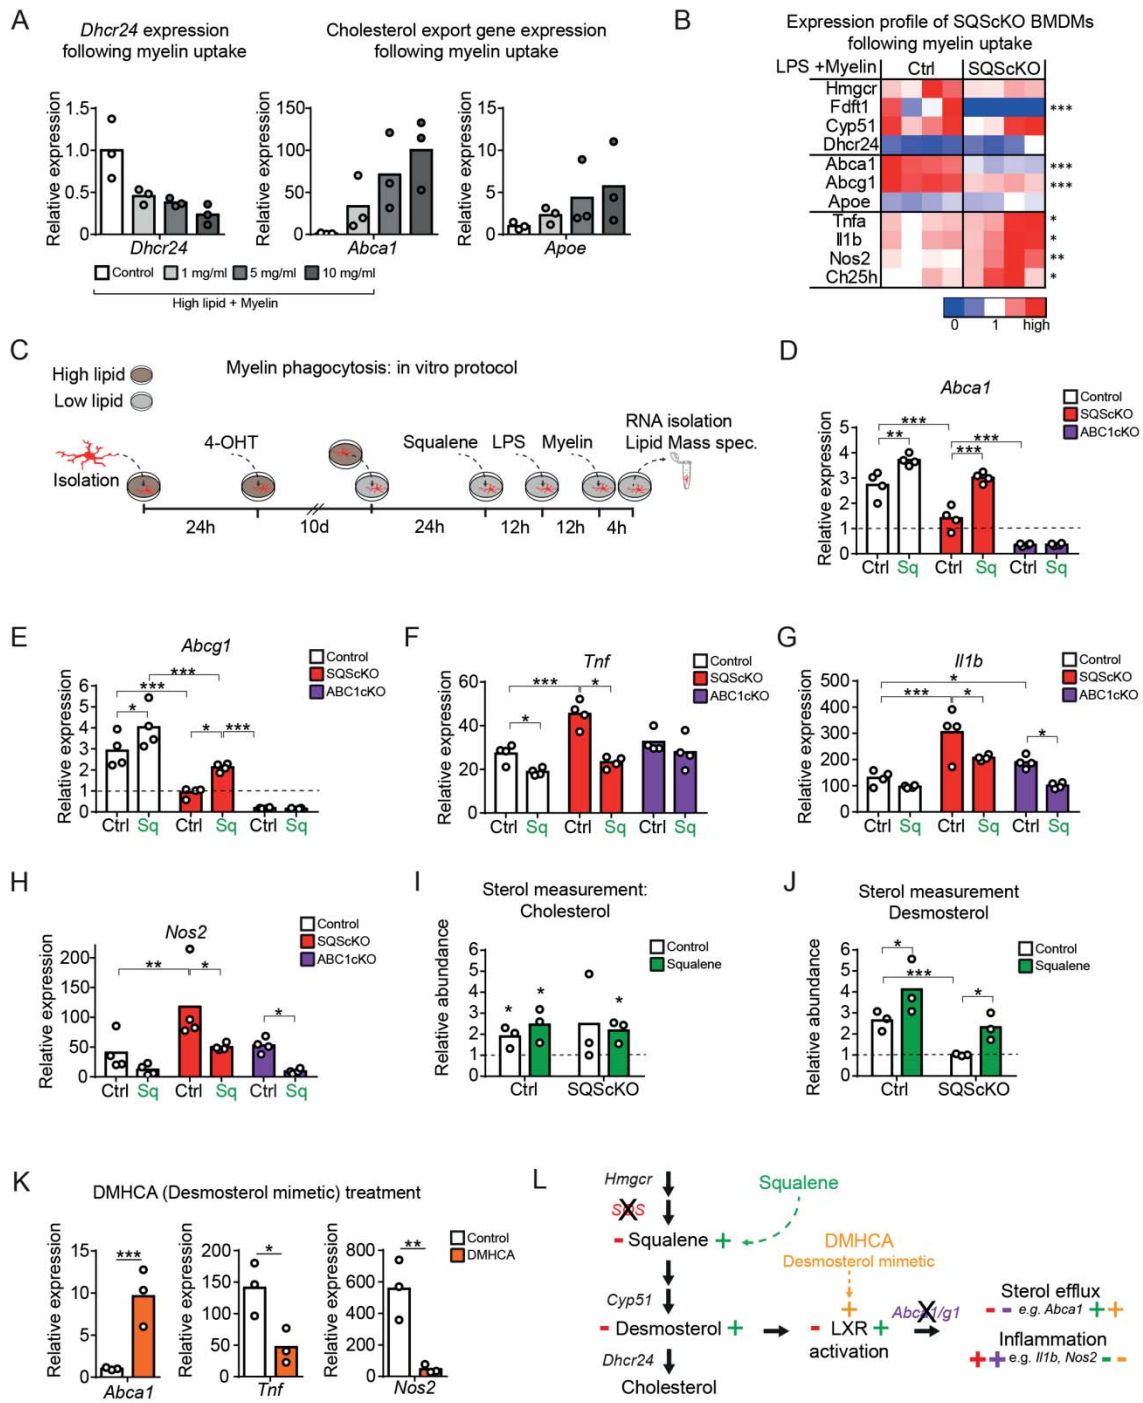 A
Dhcr24 expression
following myelin uptake
Cholesterol export gene expression
following myelin uptake
Relative expression
1.5
1.0
0.5
0.0
Dhcr24
Relative expression
150
100
50
0
Abca1
Relative expression
15
10
5
0
Apoe
Control 1 mg/ml 5 mg/ml 10 mg/ml
High lipid + Myelin
B
Expression profile of SQScKO BMDMs
following myelin uptake
LPS +Myelin Ctrl SQScKO
Hmgcr
Fdft1 ***
Cyp51
Dhcr24
Abca1 ***
Abcg1 ***
Apoe
Tnfa *
Il1b *
Nos2 **
Ch25h *
0 1 high
C
Myelin phagocytosis: in vitro protocol
High lipid
Low lipid
Isolation
4-OHT
Squalene LPS Myelin
RNA isolation
Lipid Mass spec.
24h 10d 24h 12h 12h 4h
D
Abca1
Control
SQScKO
ABC1cKO
Relative expression
5
4
3
2
1
0
*** ** *** ***
Ctrl Sq Ctrl Sq Ctrl Sq
E
Abcg1
Control
SQScKO
ABC1cKO
Relative expression
6
5
4
3
2
1
0
*** *** * * ***
Ctrl Sq Ctrl Sq Ctrl Sq
F
Tnf
Control
SQScKO
ABC1cKO
Relative expression
60
40
20
0
*** * *
Ctrl Sq Ctrl Sq Ctrl Sq
G
Il1b
Control
SQScKO
ABC1cKO
Relative expression
500
400
300
200
100
0
* *** * *
Ctrl Sq Ctrl Sq Ctrl Sq
H
Nos2
Control
SQScKO
ABC1cKO
Relative expression
200
150
100
50
0
** * *
Ctrl Sq Ctrl Sq Ctrl Sq
I
Sterol measurement:
Cholesterol
Control
Squalene
Relative abundance
6
5
4
3
2
1
0
* * *
Ctrl SQScKO
J
Sterol measurement
Desmosterol
Control
Squalene
Relative abundance
6
5
4
3
2
1
0
* *** *
Ctrl SQScKO
K
DMHCA (Desmosterol mimetic) treatment
Control
DMHCA
Relative expression
15
10
5
0
***
Abca1
Relative expression
200
150
100
50
0
*
Tnf
Relative expression
800
600
400
200
0
**
Nos2
L
Hmgcr
SQS
Squalene
- Squalene +
DMHCA
Desmosterol mimetic
+
Cyp51
- Desmosterol +
- LXR +
activation
Abca1/g1
Sterol efflux
- - e.g. Abca1 + +
Inflammation
+ + e.g. Il1b, Nos2 - -
Dhcr24
Cholesterol